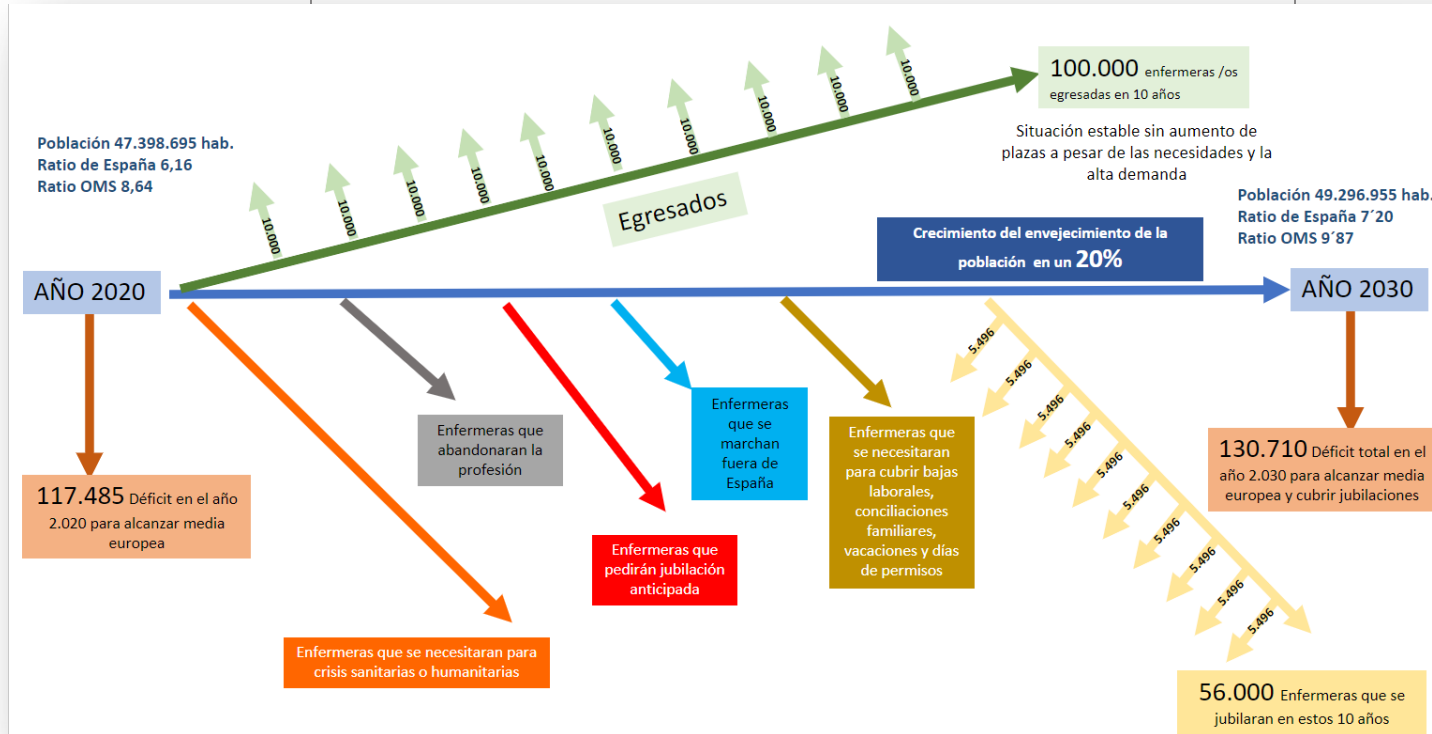 Población 47.398.695 hab.
Ratio de España 6,16
Ratio OMS 8,64
10.000
10.000
10.000
10.000
10.000
10.000
10.000
10.000
10.000
10.000
Egresados
100.000 enfermeras /os
egresadas en 10 años
Situación estable sin aumento de
plazas a pesar de las necesidades y la
alta demanda
Población 49.296.955 hab.
Ratio de España 7´20
Ratio OMS 9´87
Crecimiento del envejecimiento de la
población en un 20%
AÑO 2020
AÑO 2030
117.485 Déficit en el año
2.020 para alcanzar media
europea
Enfermeras que se necesitaran para
crisis sanitarias o humanitarias
Enfermeras que
abandonaran la
profesión
Enfermeras que
pedirán jubilación
anticipada
Enfermeras
que se
marchan
fuera de
España
Enfermeras que
se necesitaran
para cubrir bajas
laborales,
conciliaciones
familiares,
vacaciones y días
de permisos
5.496
5.496
5.496
5.496
5.496
5.496
5.496
5.496
5.496
5.496
130.710 Déficit total en el
año 2.030 para alcanzar media
europea y cubrir jubilaciones
56.000 Enfermeras que se
jubilaran en estos 10 años